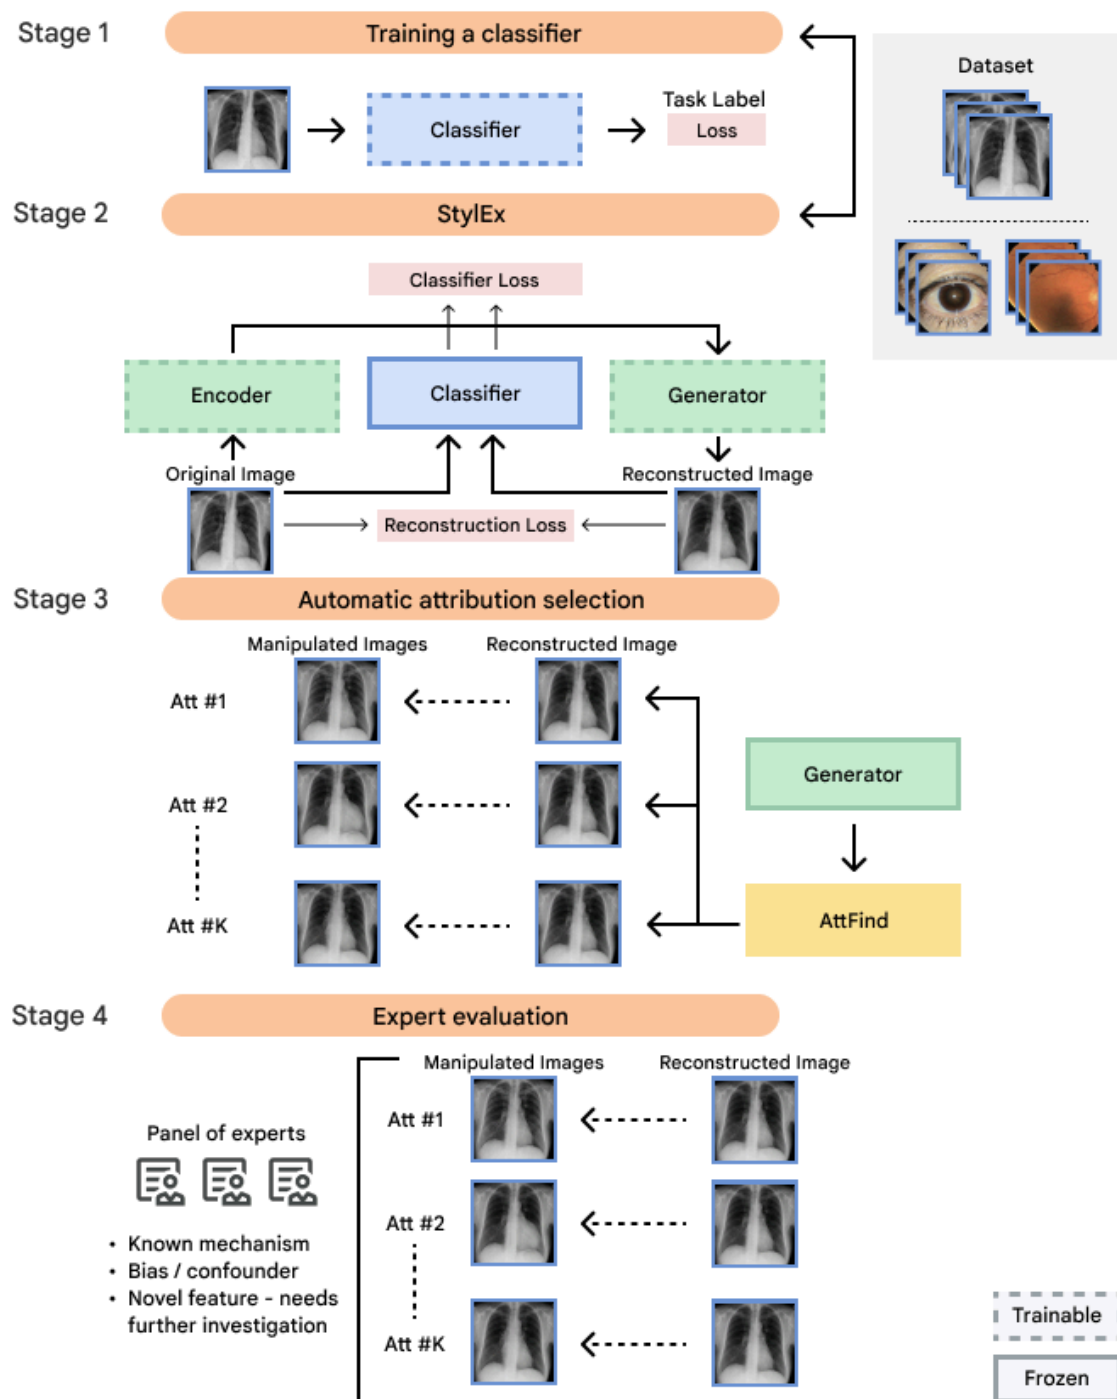 Stage 1
Training a classifier
Dataset
Classifier
Task Label
Loss
Stage 2
StylEx
Classifier Loss
Encoder
Classifier
Generator
Original Image
Reconstructed Image
Reconstruction Loss
Stage 3
Automatic attribution selection
Manipulated Images
Reconstructed Image
Att #1
Generator
Att #2
Att #K
AttFind
Stage 4
Expert evaluation
Manipulated Images
Reconstructed Image
Att #1
Panel of experts
Att #2
• Known mechanism
• Bias / confounder
• Novel feature - needs
further investigation
Att #K
Trainable
Frozen